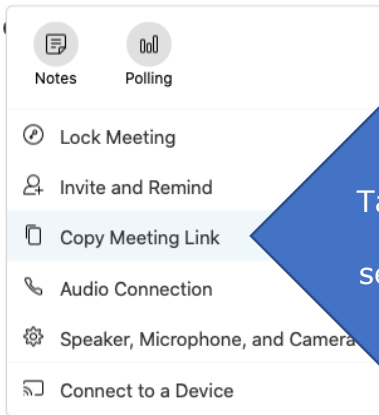 Notes Polling
Lock Meeting
Invite and Remind
Copy Meeting Link
Audio Connection
Speaker, Microphone, and Camera
Connect to a Device